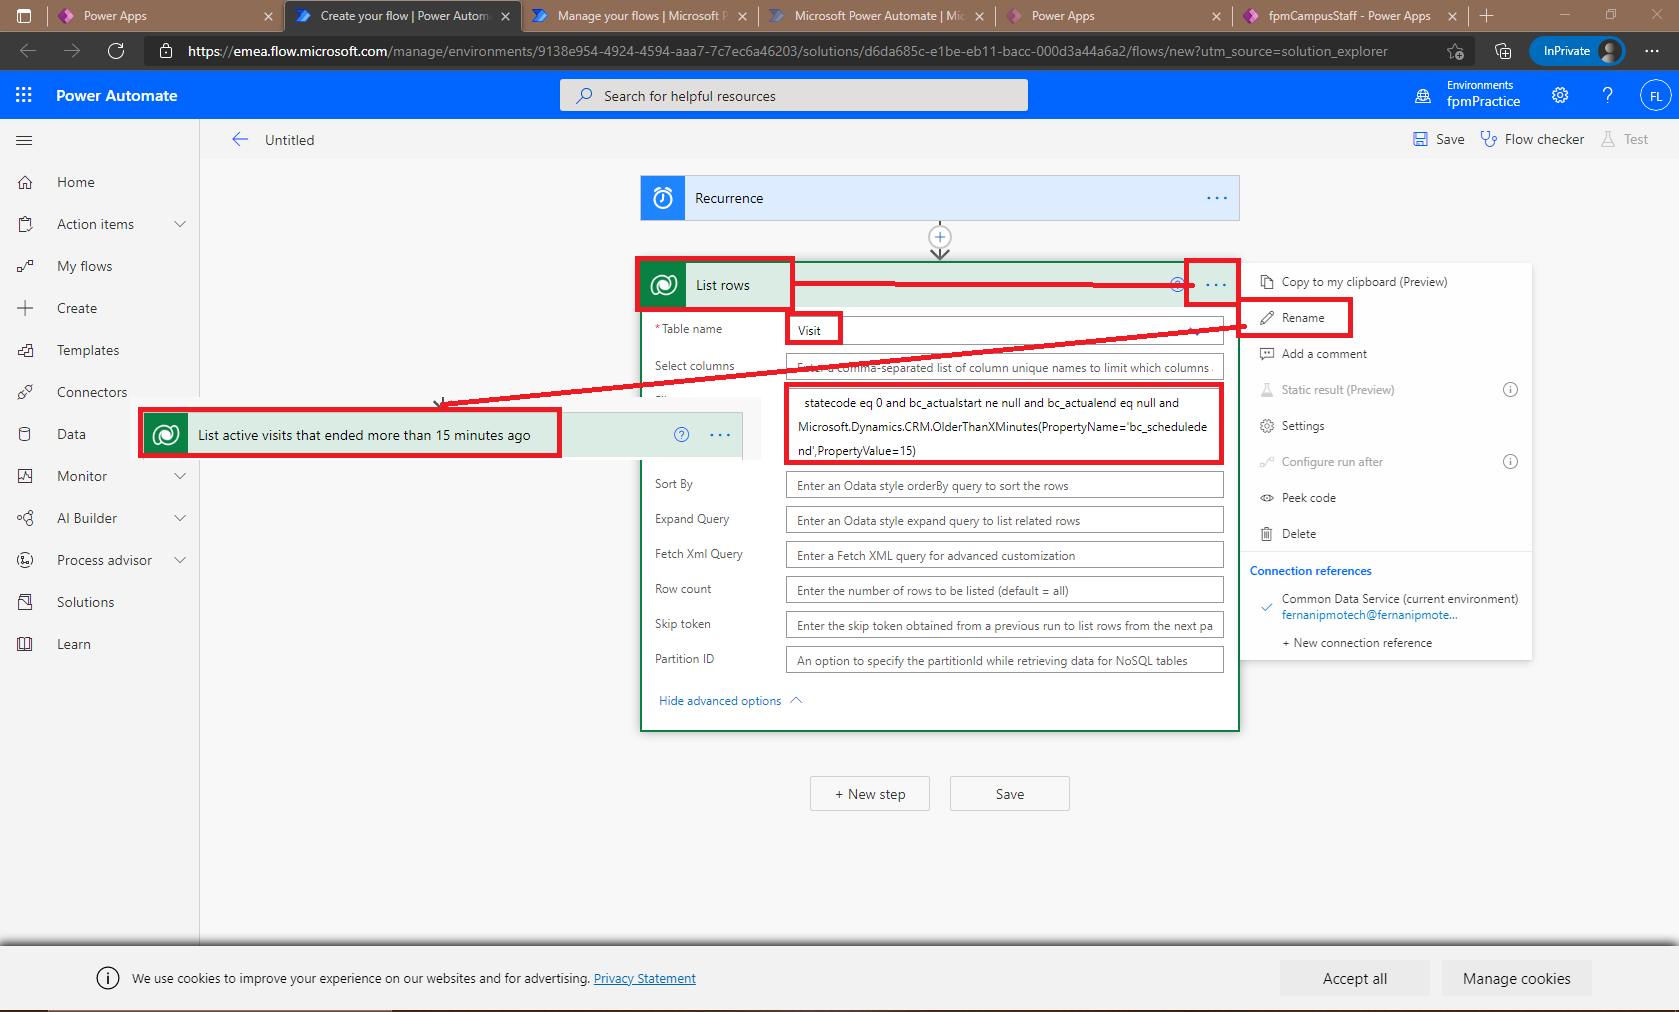 Power Apps
Create your flow | Power Autom
Manage your flows | Microsoft P
Microsoft Power Automate | Mic
Power Apps
fpmCampusStaff - Power Apps
https://emea.flow.microsoft.com/manage/environments/9138e954-4924-4594-aaa7-7c7ec6a46203/solutions/d6da685c-e1be-eb11-bacc-000d3a44a6a2/flows/new?utm_source=solution_explorer
InPrivate
Power Automate
Search for helpful resources
Environments
fpmPractice
FL
Untitled
Save
Flow checker
Test
Home
Action items
My flows
Create
Templates
Connectors
Data
Monitor
AI Builder
Process advisor
Solutions
Learn
Recurrence
List rows
* Table name
Visit
Select columns
Enter a comma-separated list of column unique names to limit which columns
statecode eq 0 and bc_actualstart ne null and bc_actualend eq null and
Microsoft.Dynamics.CRM.OlderThanXMinutes(PropertyName='bc_schedulede
nd',PropertyValue=15)
List active visits that ended more than 15 minutes ago
Sort By
Enter an Odata style orderBy query to sort the rows
Expand Query
Enter an Odata style expand query to list related rows
Fetch Xml Query
Enter a Fetch XML query for advanced customization
Row count
Enter the number of rows to be listed (default = all)
Skip token
Enter the skip token obtained from a previous run to list rows from the next pa
Partition ID
An option to specify the partitionId while retrieving data for NoSQL tables
Hide advanced options
Copy to my clipboard (Preview)
Rename
Add a comment
Static result (Preview)
Settings
Configure run after
Peek code
Delete
Connection references
Common Data Service (current environment)
fernanipmotech@fernanipmote...
+ New connection reference
+ New step
Save
We use cookies to improve your experience on our websites and for advertising. Privacy Statement
Accept all
Manage cookies